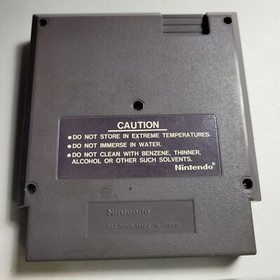 CAUTION
•DO NOT STORE IN EXTREME TEMPERATURES.
•DO NOT IMMERSE IN WATER.
•DO NOT CLEAN WITH BENZENE, THINNER,
ALCOHOL OR OTHER SUCH SOLVENTS.
Nintendo®
Nintendo